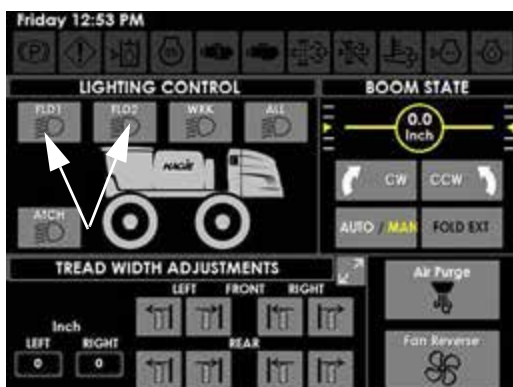 Friday 12:53 PM
LIGHTING CONTROL
BOOM STATE
FLD1 FLD2 WRK ALL
0.0
Inch
HAGIE
CW CCW
ATCH
AUTO / MAN FOLD EXT
TREAD WIDTH ADJUSTMENTS
Air Purge
LEFT FRONT RIGHT
Inch
LEFT RIGHT
REAR
Fan Reverse
0 0
(P)